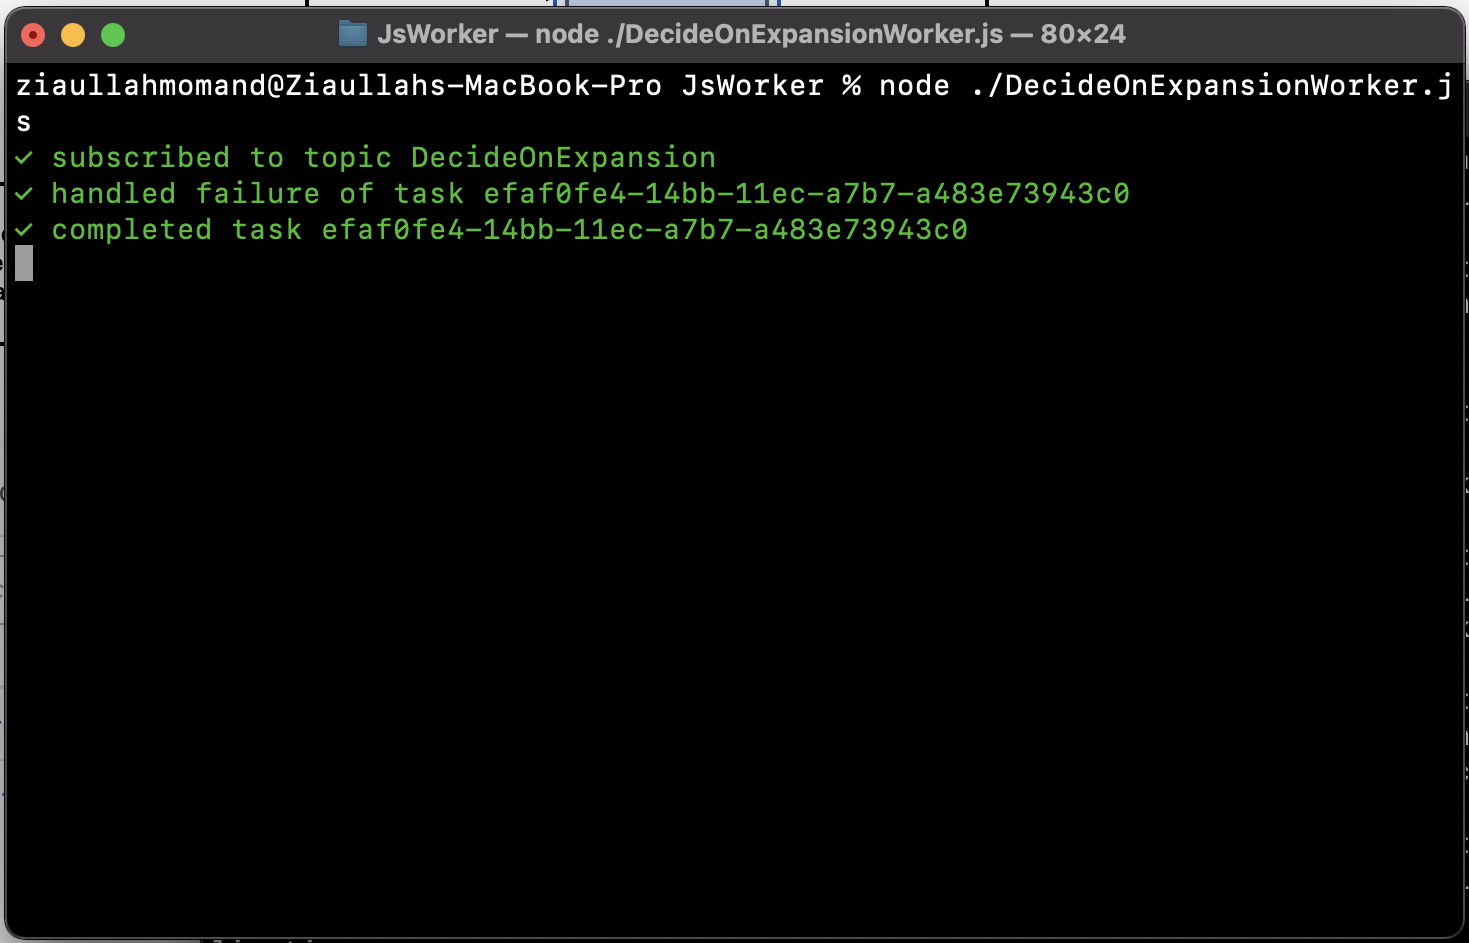 JsWorker — node ./DecideOnExpansionWorker.js — 80×24
ziaullahmomand@Ziaullahs-MacBook-Pro JsWorker % node ./DecideOnExpansionWorker.j
s
✓ subscribed to topic DecideOnExpansion
✓ handled failure of task efaf0fe4-14bb-11ec-a7b7-a483e73943c0
✓ completed task efaf0fe4-14bb-11ec-a7b7-a483e73943c0